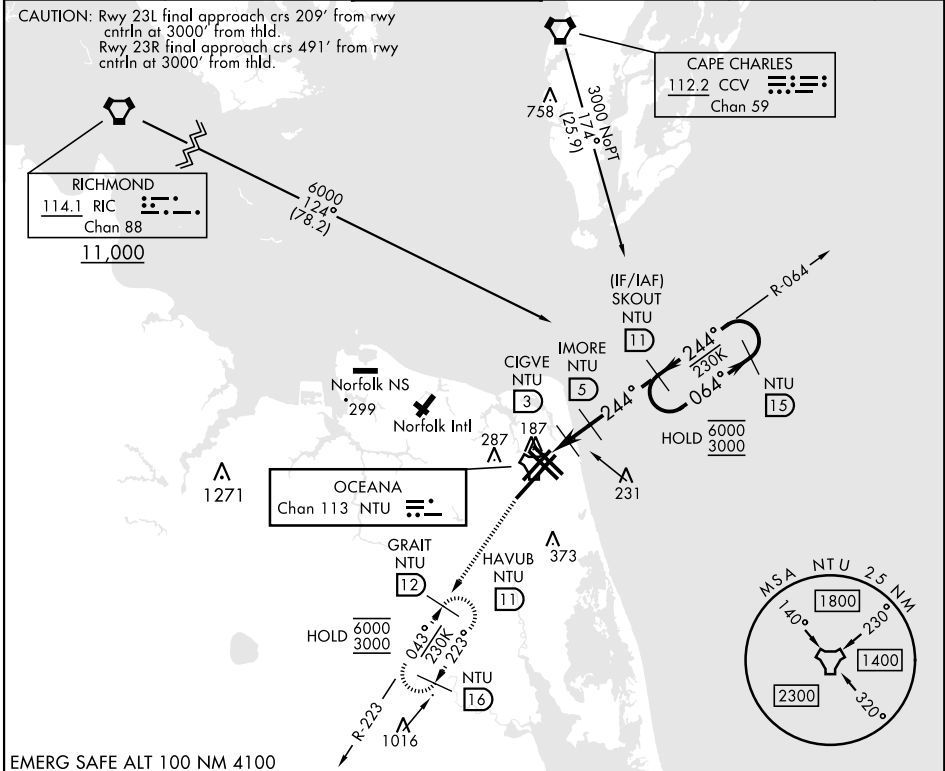 CAUTION: Rwy 23L final approach crs 209' from rwy
cntrln at 3000' from thld.
Rwy 23R final approach crs 491' from rwy
cntrln at 3000' from thld.
CAPE CHARLES
112.2 CCV
Chan 59
758
3000 NoPT
174°
(25.9)
RICHMOND
114.1 RIC
Chan 88
11,000
6000
124°
(78.2)
(IF/IAF)
SKOUT
NTU
11
R-064
244°
230K
064°
NTU
15
HOLD 6000
3000
IMORE
NTU
5
244°
CIGVE
NTU
3
Norfolk NS
299
Norfolk Intl
287
187
231
1271
OCEANA
Chan 113 NTU
373
GRAIT
NTU
12
HAVUB
NTU
11
HOLD 6000
3000
043°
230K
223°
NTU
16
R-223
1016
MSA NTU 25 NM
140°
1800
230°
1400
2300
320°
EMERG SAFE ALT 100 NM 4100